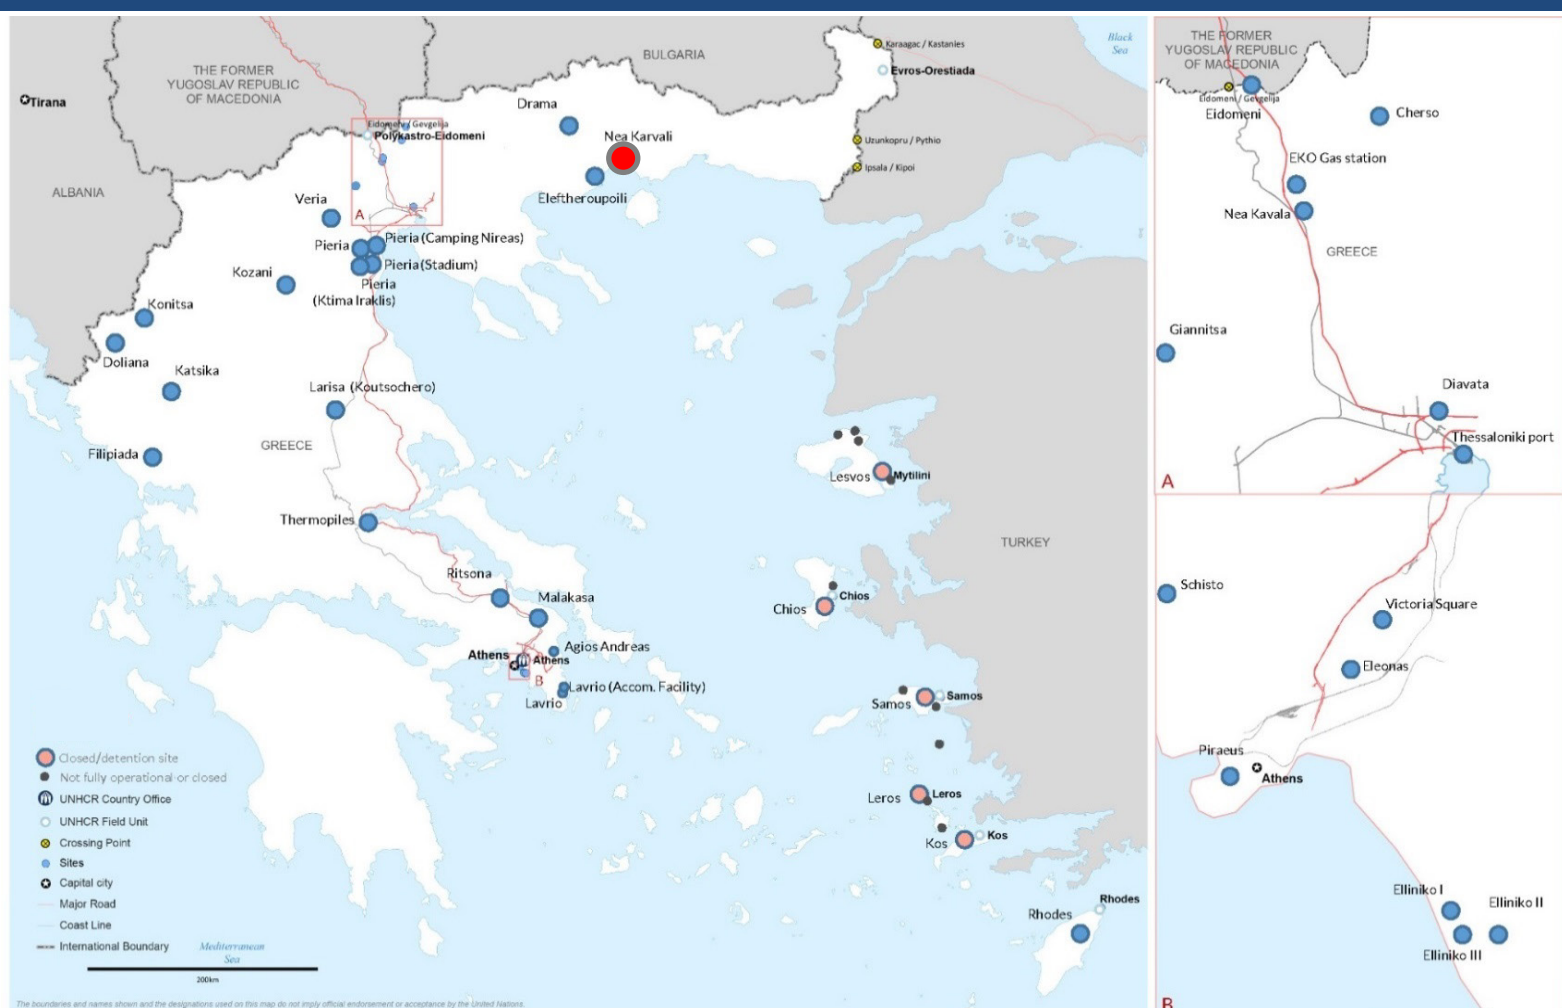 THE FORMER
YUGOSLAV REPUBLIC
OF MACEDONIA
BULGARIA
Black
Sea
Karaagac / Kastanies
Evros-Orestiada
Tirana
Drama
Eidomeni / Gevgelija
Polykastro-Eidomeni
Nea Karvali
Uzunkopru / Pythio
Ipsala / Kipoi
ALBANIA
Veria
A
Eleftheroupoili
Pieria
Pieria (Camping Nireas)
Pieria (Stadium)
Pieria
(Ktima Iraklis)
Kozani
Konitsa
Doliana
Katsika
Larisa (Koutsochero)
GREECE
Filipiada
Lesvos
Mytilini
Thermopiles
TURKEY
Ritsona
Malakasa
Chios
Chios
Agios Andreas
Athens
Athens
B
Lavrio (Accom. Facility)
Lavrio
Samos
Samos
Leros
Leros
Kos
Kos
Rhodes
Rhodes
Closed/detention site
Not fully operational or closed
UNHCR Country Office
UNHCR Field Unit
Crossing Point
Sites
Capital city
Major Road
Coast Line
International Boundary
Mediterranean
Sea
200km
The boundaries and names shown and the designations used on this map do not imply official endorsement or acceptance by the United Nations.
THE FORMER
YUGOSLAV REPUBLIC
OF MACEDONIA
Eidomeni / Gevgelija
Eidomeni
Cherso
EKO Gas station
Nea Kavala
GREECE
Giannitsa
Diavata
Thessaloniki port
A
Schisto
Victoria Square
Eleonas
Piraeus
Athens
Elliniko I
Elliniko II
Elliniko III
B